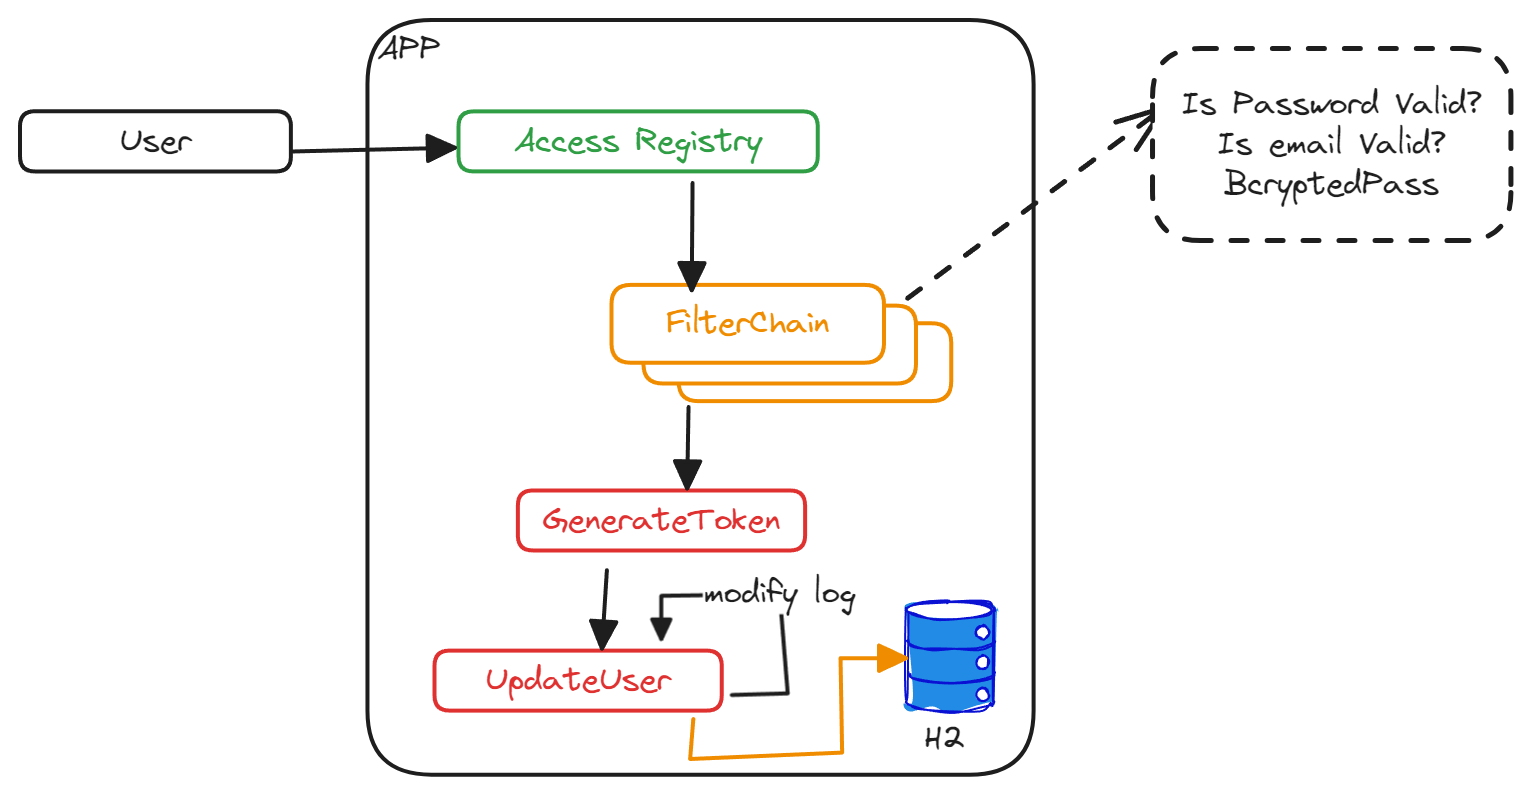 APP
User
Access Registry
Is Password Valid?
Is email Valid?
BcryptedPass
FilterChain
GenerateToken
modify log
UpdateUser
H2